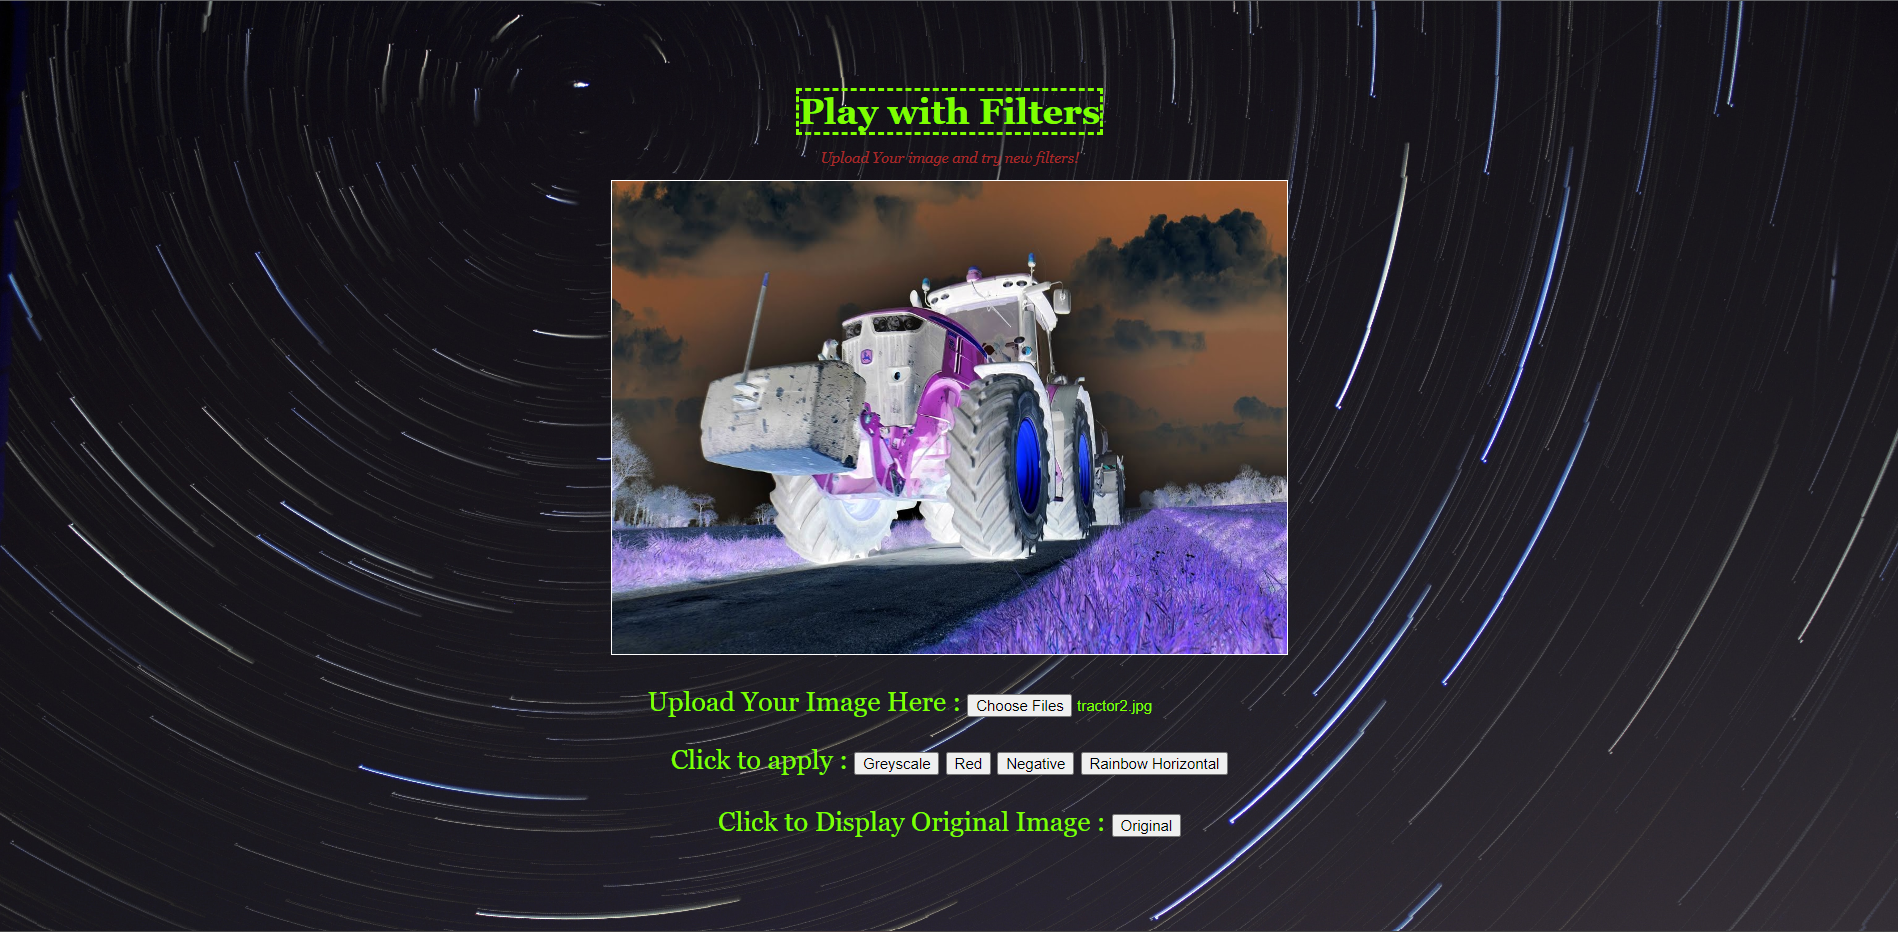 Play with Filters
"Upload Your image and try new filters!"
Upload Your Image Here : Choose Files tractor2.jpg
Click to apply : Greyscale Red Negative Rainbow Horizontal
Click to Display Original Image : Original